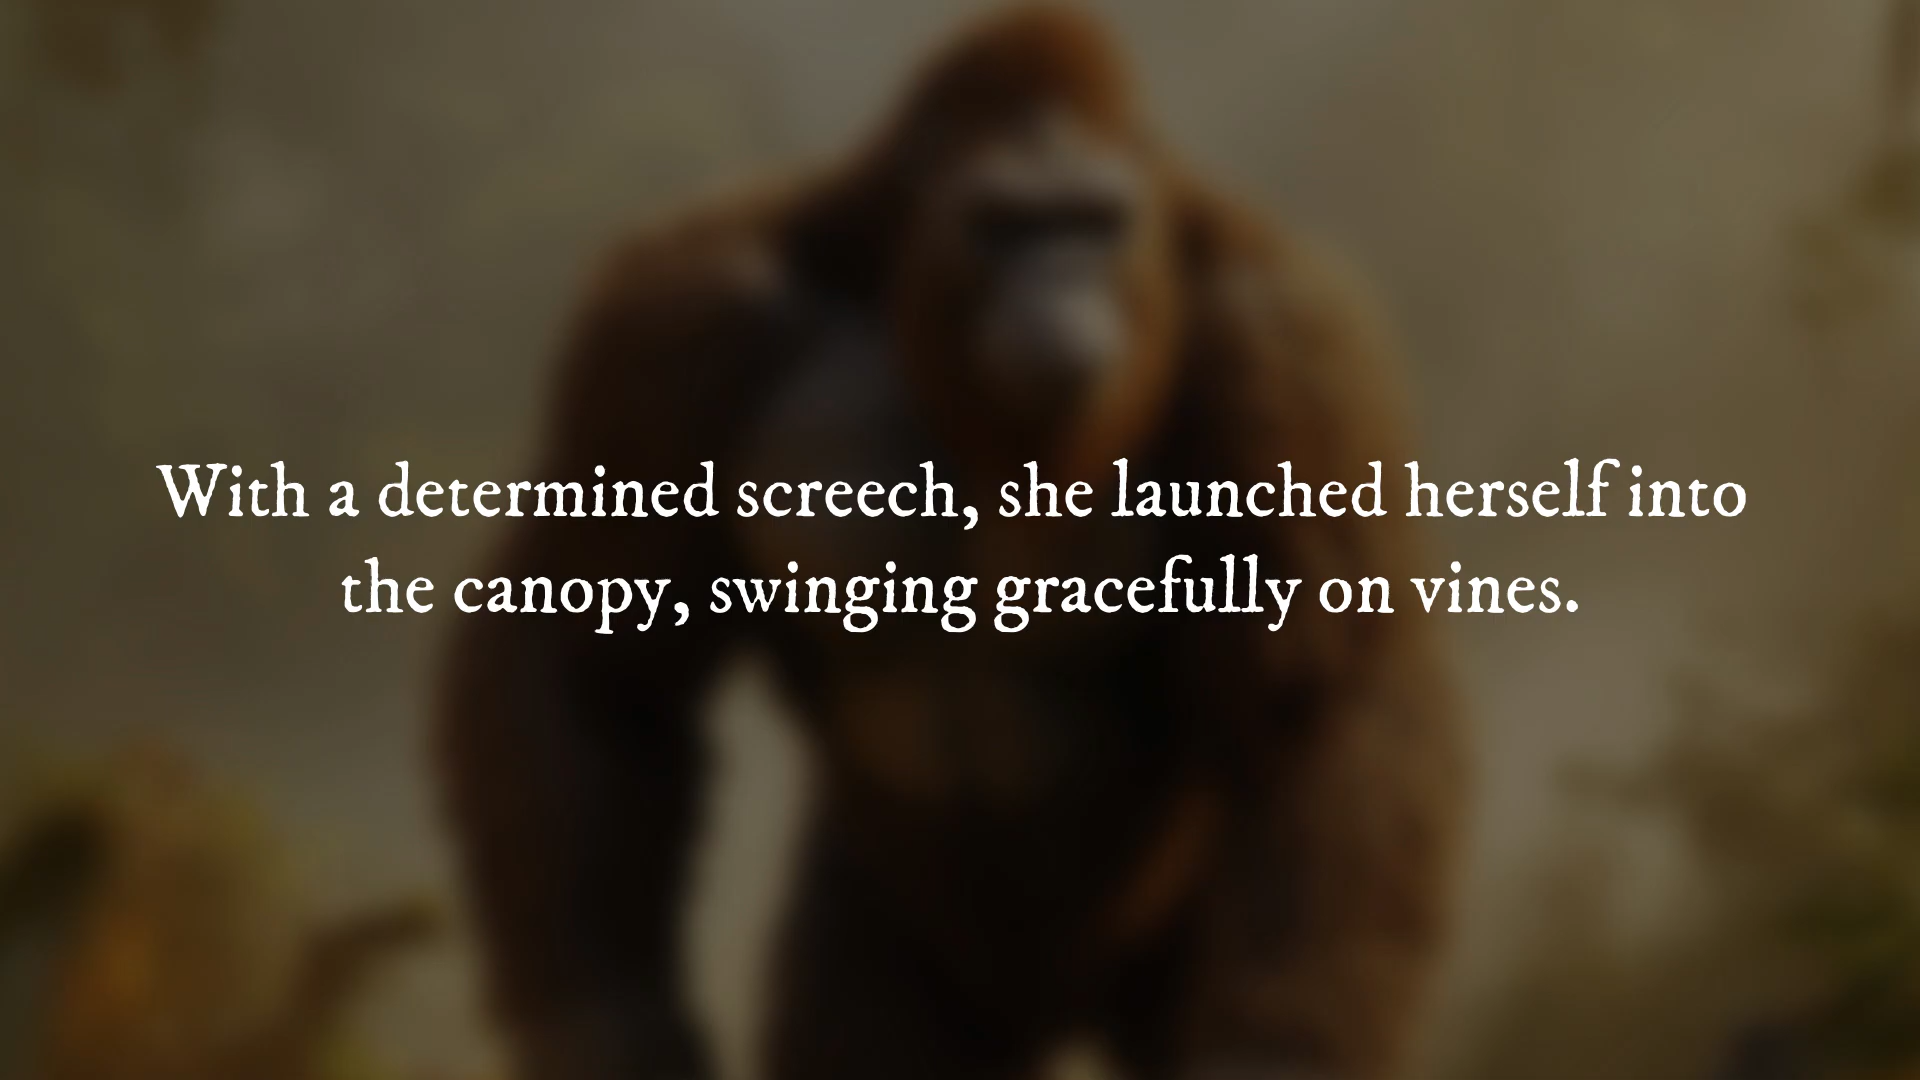 With a determined screech, she launched herself into
the canopy, swinging gracefully on vines.